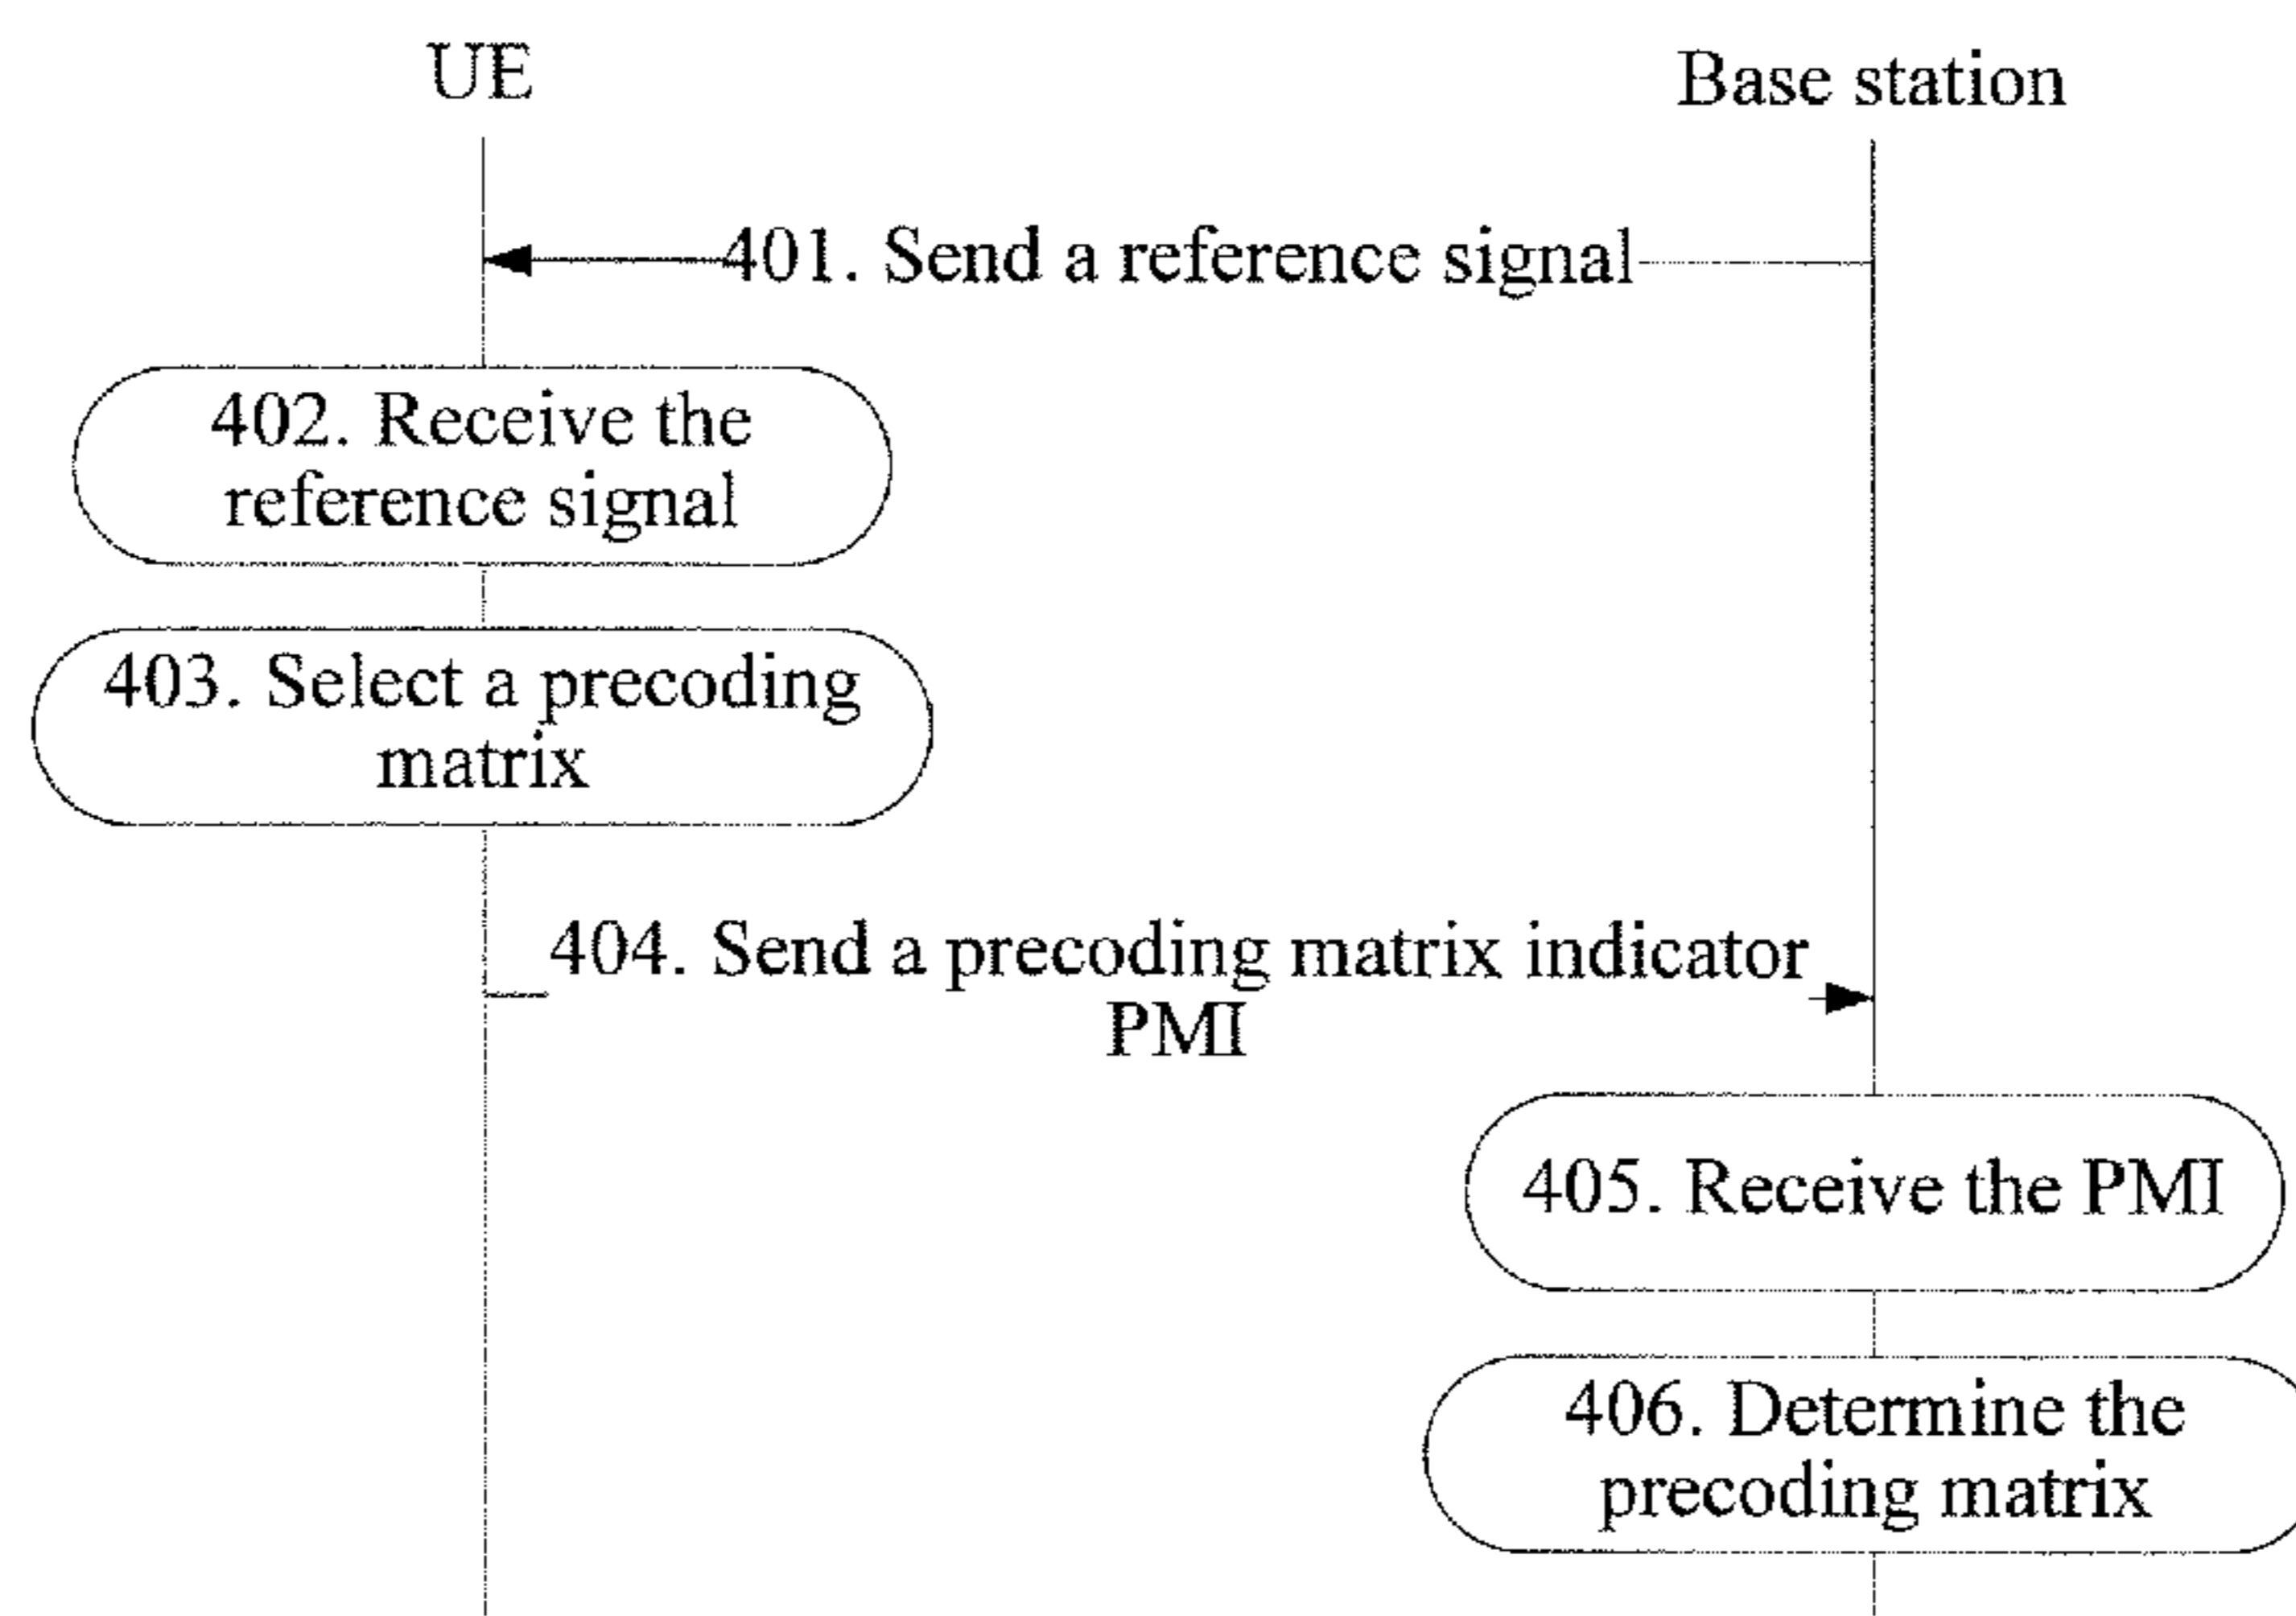 UE
Base station
401. Send a reference signal
402. Receive the
reference signal
403. Select a precoding
matrix
404. Send a precoding matrix indicator
PMI
405. Receive the PMI
406. Determine the
precoding matrix